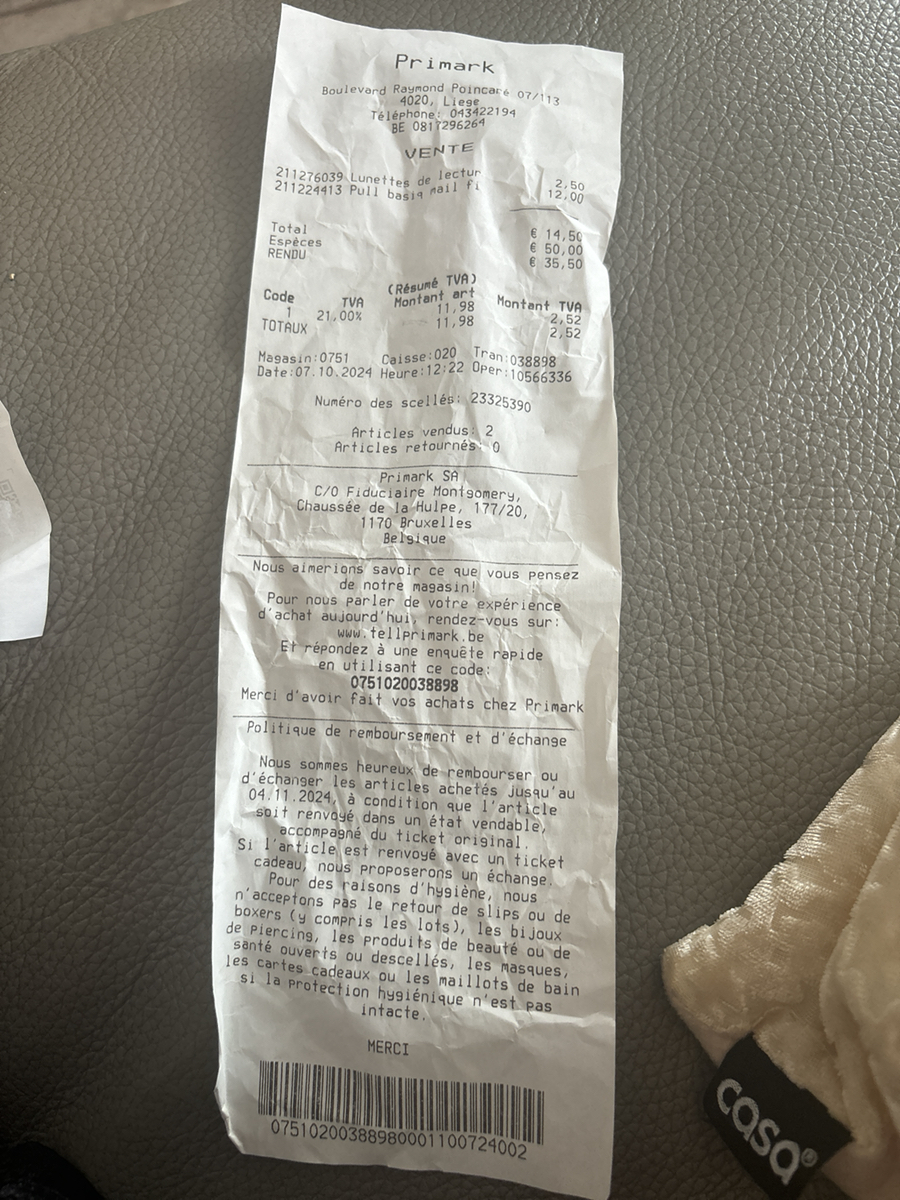 Primark
Boulevard Raymond Poincaré 07/113
4020, Liege
Téléphone: 043422194
BE 0817296264
VENTE
211276039 Lunettes de lectur 2,50
211224413 Pull basiq mail fi 12,00
Total € 14,50
Espèces € 50,00
RENDU € 35,50
(Résumé TVA)
Code TVA Montant art Montant TVA
1 21,00% 11,98 2,52
TOTAUX 11,98 2,52
Magasin:0751 Caisse:020 Tran:038898
Date:07.10.2024 Heure:12:22 Oper:10566336
Numéro des scellés: 23325390
Articles vendus: 2
Articles retournés: 0
Primark SA
C/O Fiduciaire Montgomery,
Chaussée de la Hulpe, 177/20,
1170 Bruxelles
Belgique
Nous aimerions savoir ce que vous pensez
de notre magasin!
Pour nous parler de votre expérience
d'achat aujourd'hui, rendez-vous sur:
www.tellprimark.be
Et répondez à une enquête rapide
en utilisant ce code:
0751020038898
Merci d'avoir fait vos achats chez Primark
Politique de remboursement et d'échange
Nous sommes heureux de rembourser ou
d'échanger les articles achetés jusqu'au
04.11.2024, à condition que l'article
soit renvoyé dans un état vendable,
accompagné du ticket original.
Si l'article est renvoyé avec un ticket
cadeau, nous proposerons un échange.
Pour des raisons d'hygiène, nous
n'acceptons pas le retour de slips ou de
boxers (y compris les lots), les bijoux
de piercing, les produits de beauté ou de
santé ouverts ou descellés, les masques,
les cartes cadeaux ou les maillots de bain
si la protection hygiénique n'est pas
intacte.
MERCI
07510200388980001100724002
casa®